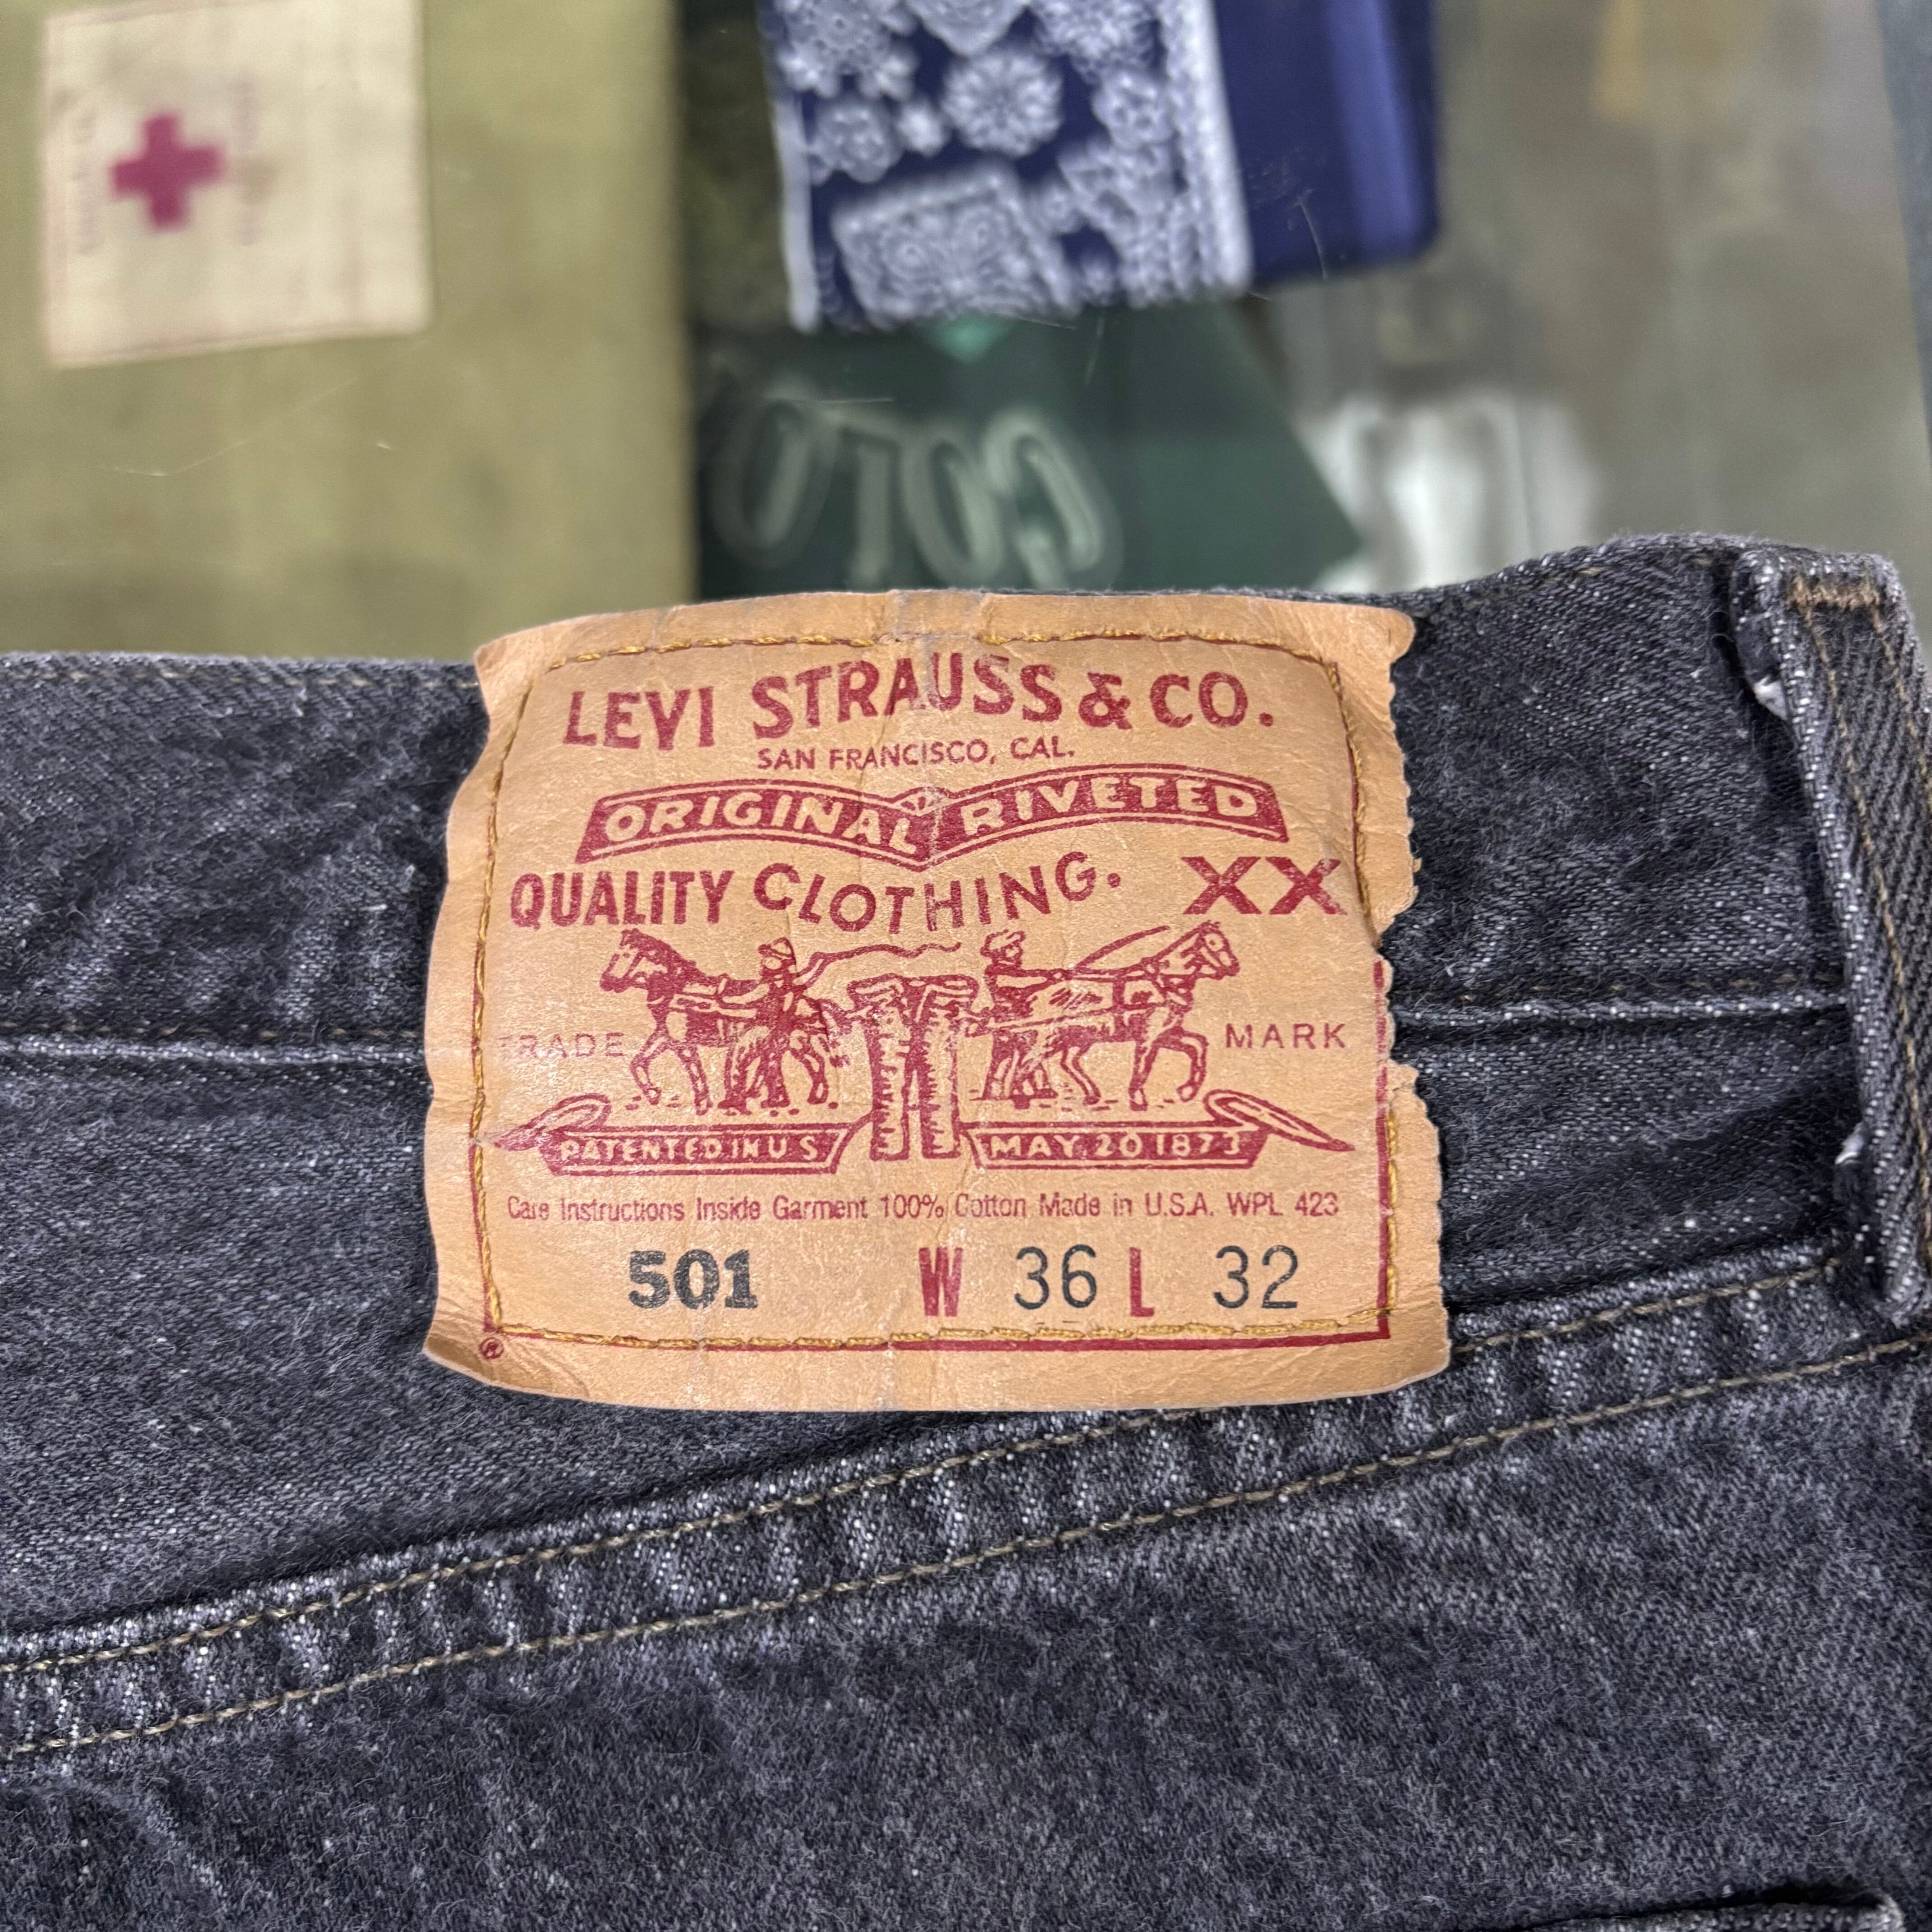 COLO
LEVI STRAUSS & CO.
SAN FRANCISCO, CAL.
ORIGINAL RIVETED
QUALITY CLOTHING. XX
TRADE MARK
PATENTED IN U S MAY 20 1873
Care Instructions Inside Garment 100% Cotton Made in U.S.A. WPL 423
501 W 36 L 32
®